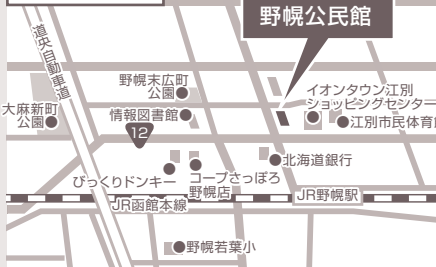 野幌公民館
道央自動車道
野幌末広町
公園
イオンタウン江別
ショッピングセンター
大麻新町
公園
情報図書館
江別市民体育館
12
北海道銀行
びっくりドンキー
コープさっぽろ
野幌店
JR野幌駅
JR函館本線
野幌若葉小